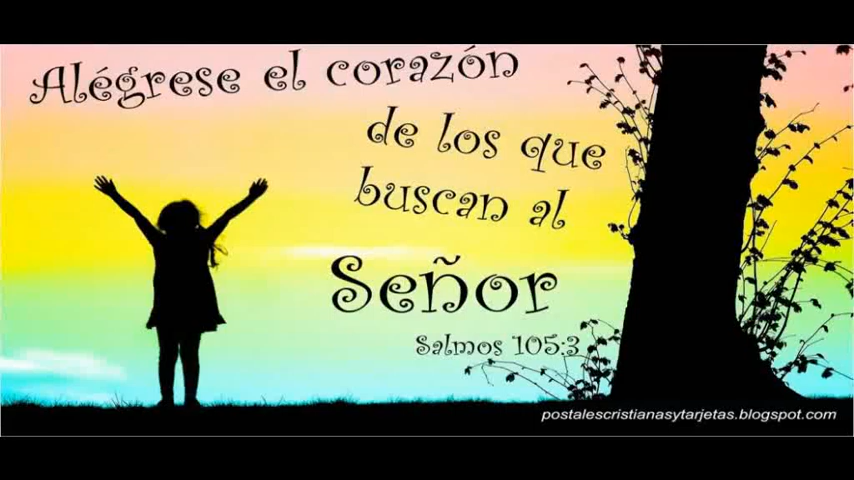 Alégrese el corazón
de los que
buscan al
Señor
Salmos 105:3
postalescristianasytarjetas.blogspot.com